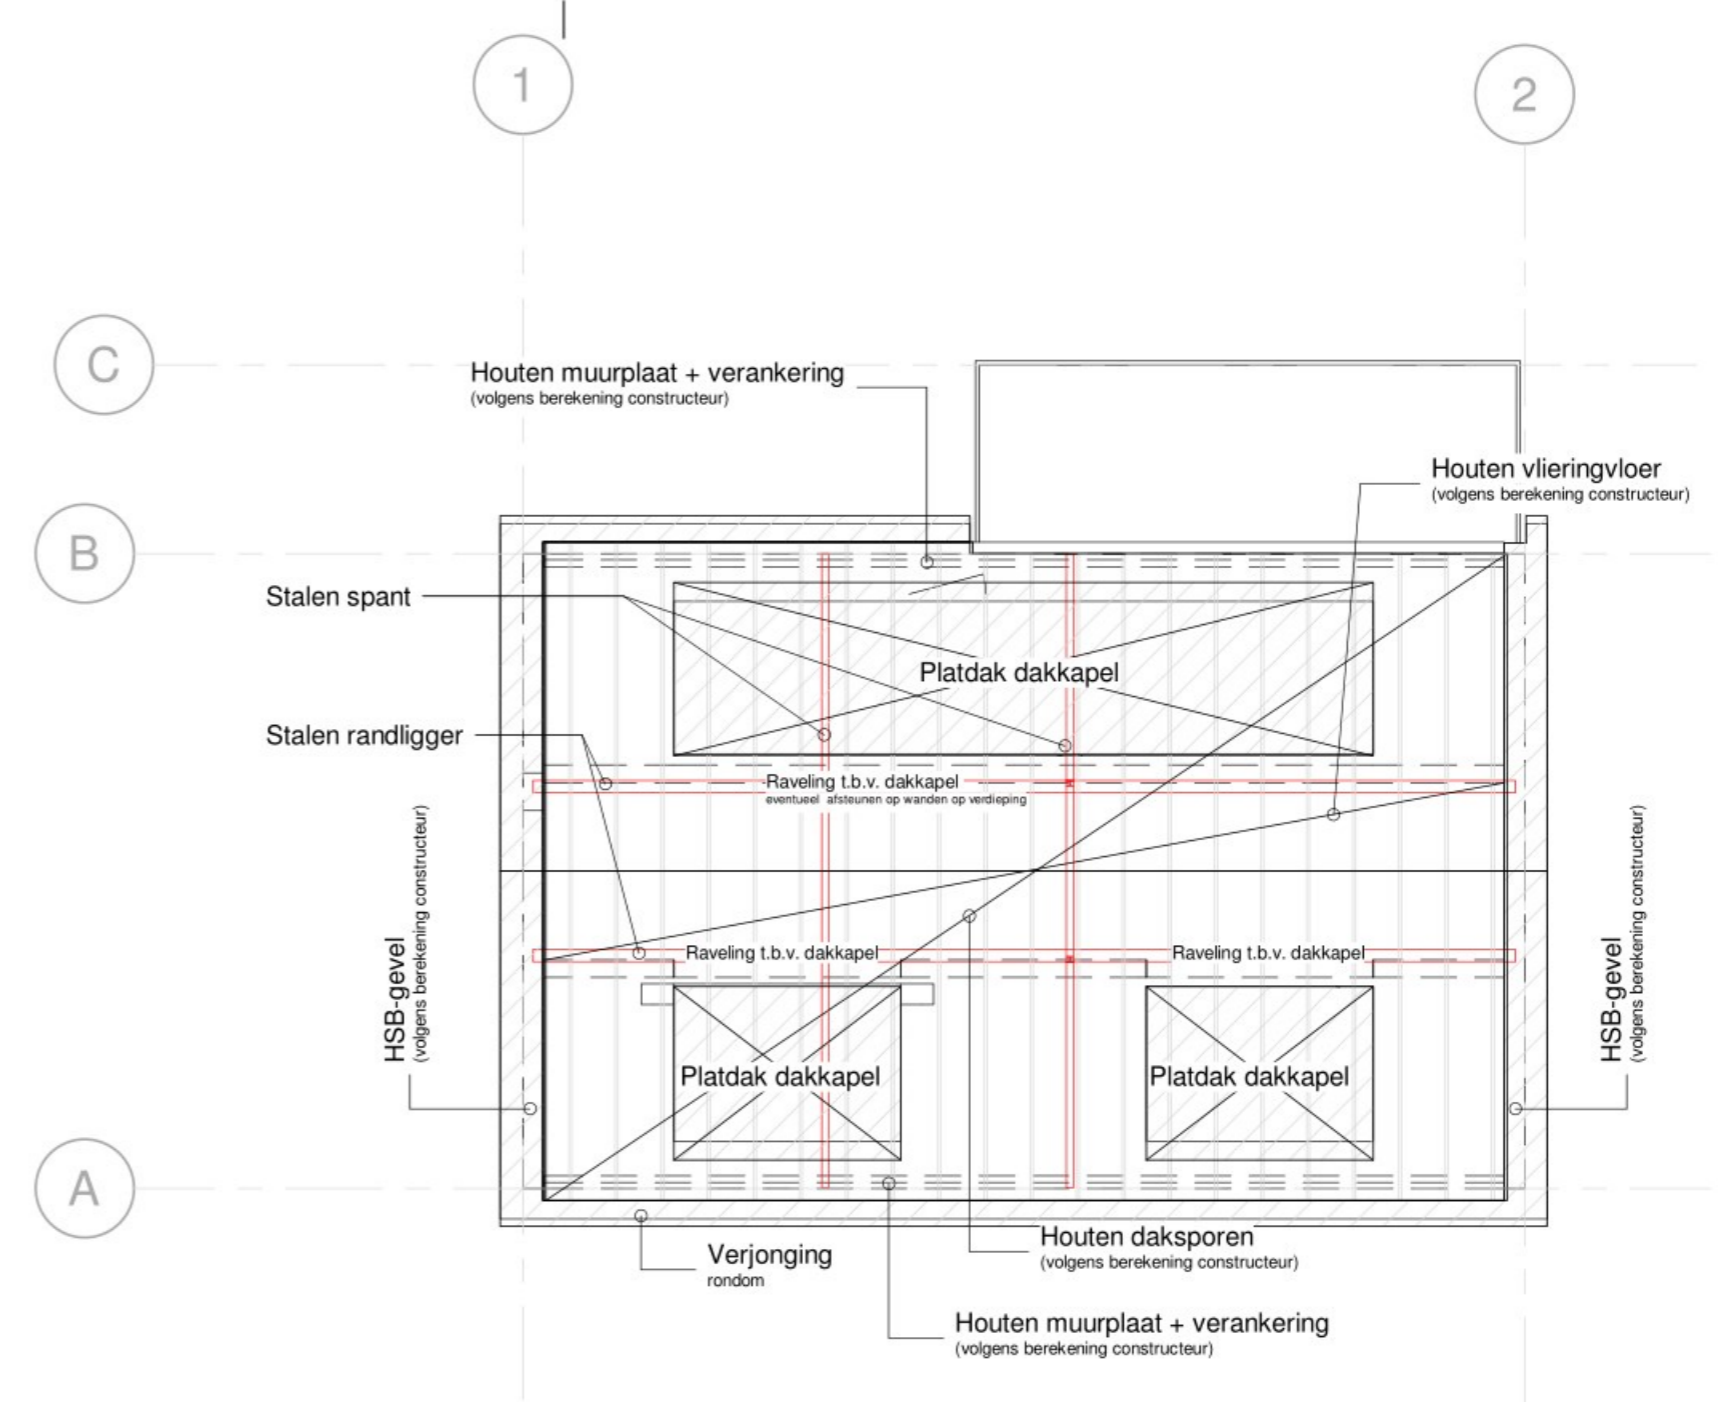 1
2
C
Houten muurplaat + verankering
(volgens berekening constructeur)
Houten vlieringvloer
(volgens berekening constructeur)
B
Stalen spant
Platdak dakkapel
Stalen randligger
Raveling t.b.v. dakkapel
eventueel afsteunen op wanden op verdieping
HSB-gevel
(volgens berekening constructeur)
HSB-gevel
(volgens berekening constructeur)
Raveling t.b.v. dakkapel
Raveling t.b.v. dakkapel
Platdak dakkapel
Platdak dakkapel
A
Verjonging
rondom
Houten daksporen
(volgens berekening constructeur)
Houten muurplaat + verankering
(volgens berekening constructeur)